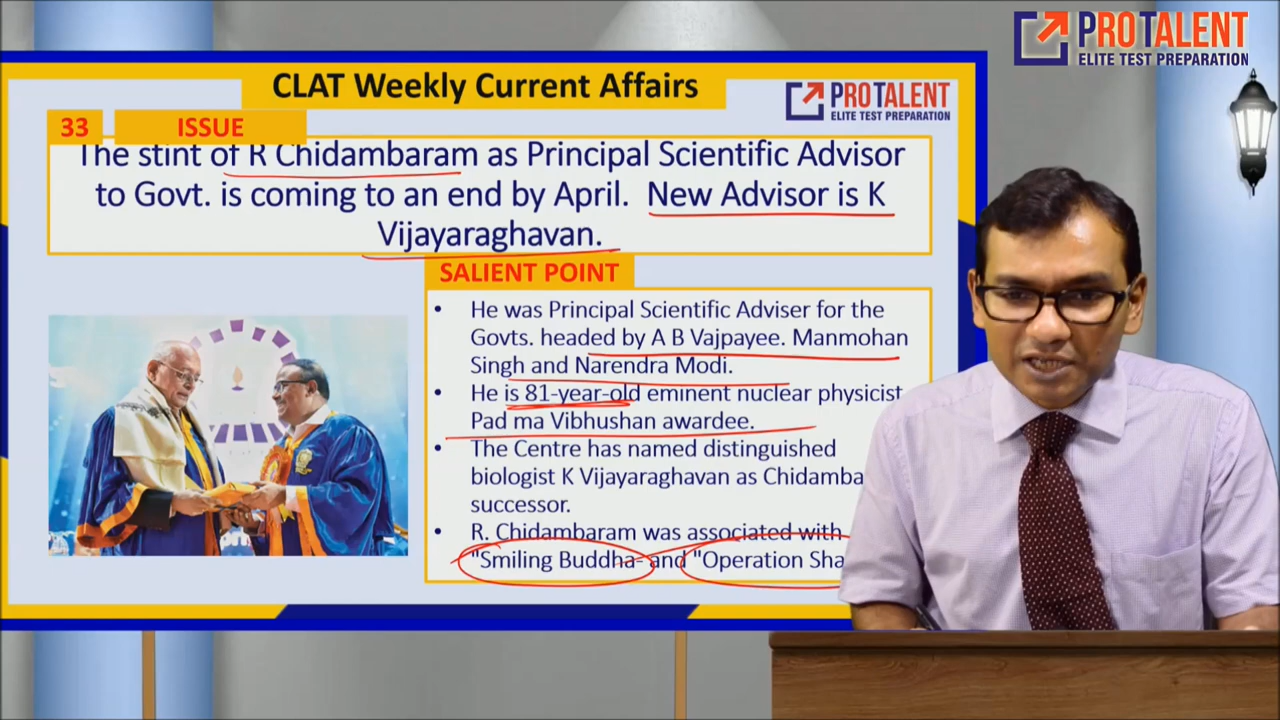 PROTALENT
ELITE TEST PREPARATION
CLAT Weekly Current Affairs
PROTALENT
ELITE TEST PREPARATION
33 ISSUE
The stint of R Chidambaram as Principal Scientific Advisor
to Govt. is coming to an end by April. New Advisor is K
Vijayaraghavan.
SALIENT POINT
• He was Principal Scientific Adviser for the
Govts. headed by A B Vajpayee. Manmohan
Singh and Narendra Modi.
• He is 81-year-old eminent nuclear physicist
Pad ma Vibhushan awardee.
• The Centre has named distinguished
biologist K Vijayaraghavan as Chidamba
successor.
• R. Chidambaram was associated with
"Smiling Buddha- and "Operation Sha